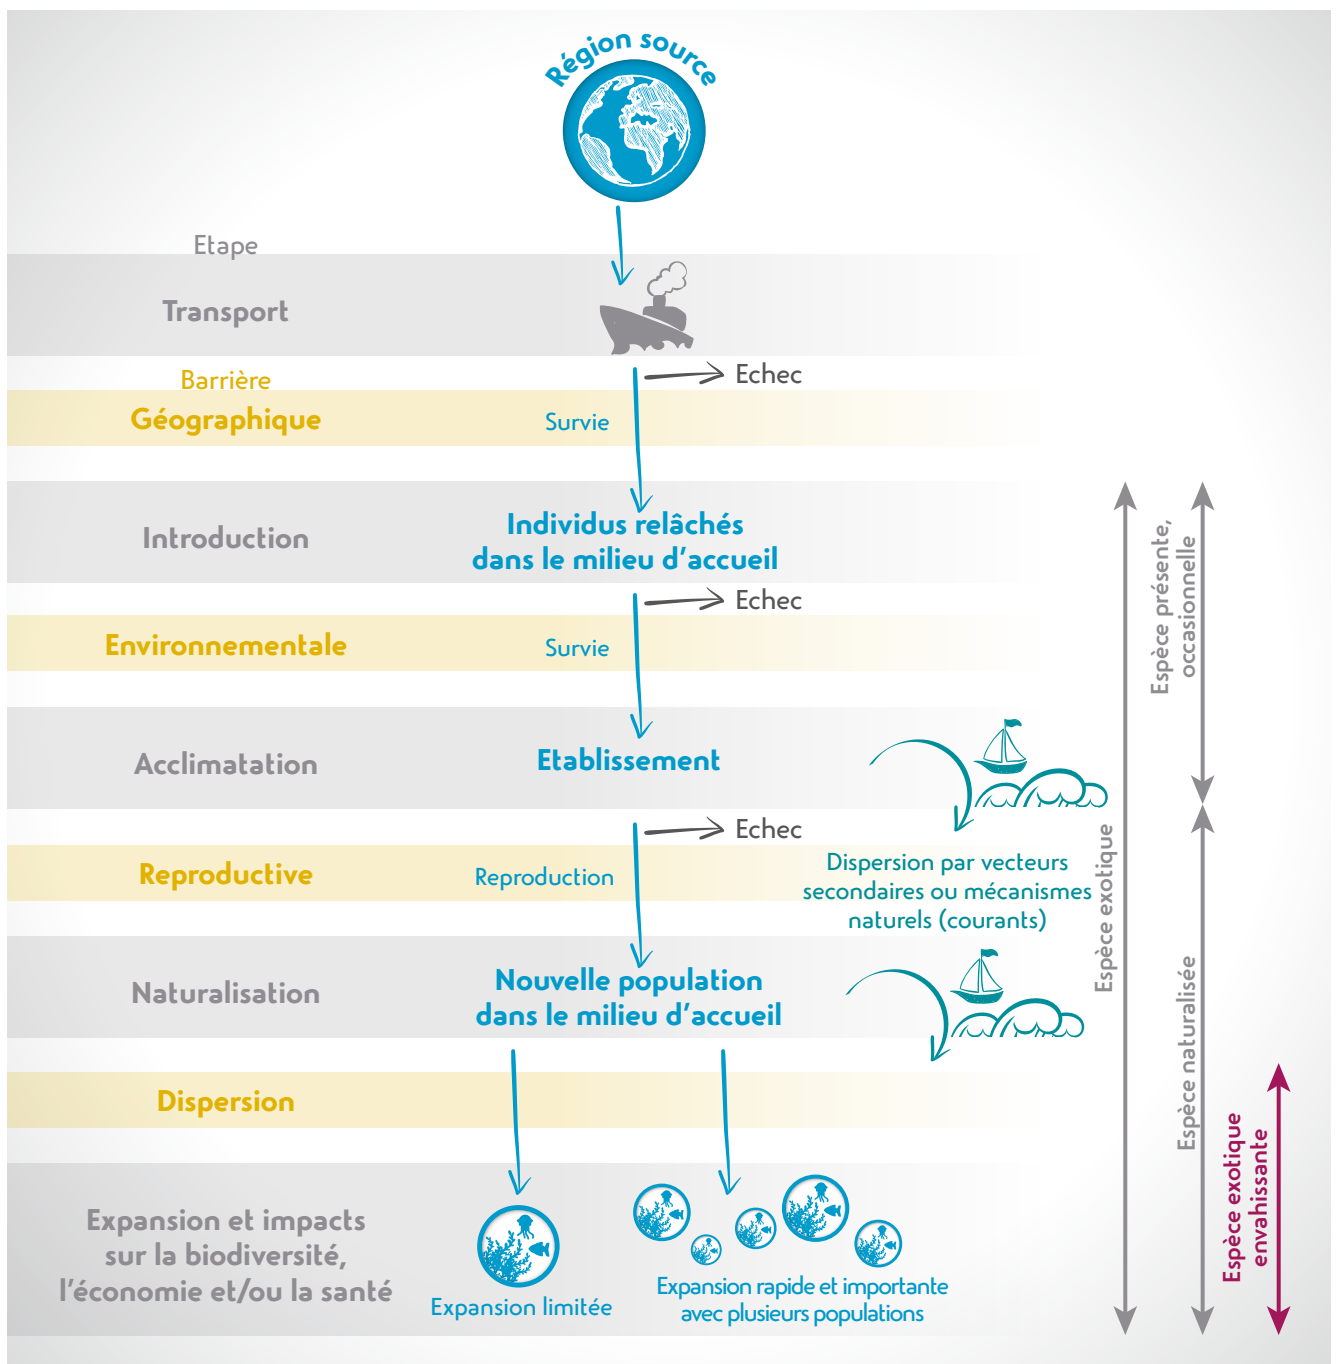 Région source
Etape
Transport
Barrière
Echec
Géographique
Survie
Introduction
Individus relâchés
dans le milieu d’accueil
Echec
Environnementale
Survie
Espèce présente,
occasionnelle
Acclimatation
Etablissement
Echec
Reproductive
Reproduction
Dispersion par vecteurs
secondaires ou mécanismes
naturels (courants)
Espèce exotique
Naturalisation
Nouvelle population
dans le milieu d’accueil
Espèce naturalisée
Dispersion
Espèce exotique
envahissante
Expansion et impacts
sur la biodiversité,
l’économie et/ou la santé
Expansion limitée
Expansion rapide et importante
avec plusieurs populations